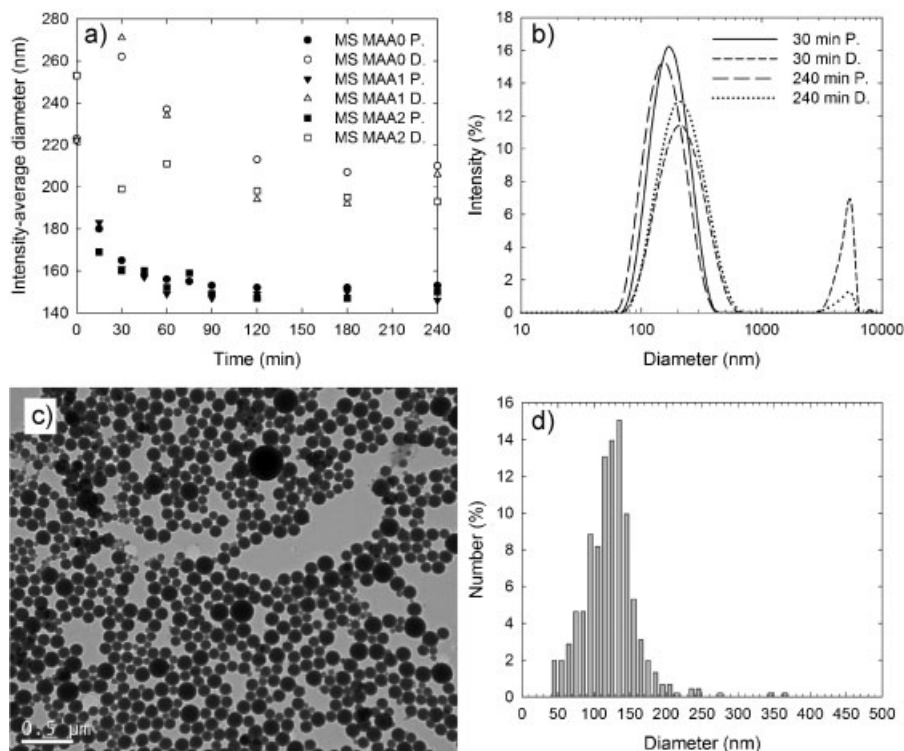 a)
MS MAA0 P.
MS MAA0 D.
MS MAA1 P.
MS MAA1 D.
MS MAA2 P.
MS MAA2 D.
Intensity-average diameter (nm)
280
260
240
220
200
180
160
140
0 30 60 90 120 150 180 210 240
Time (min)
b)
30 min P.
30 min D.
240 min P.
240 min D.
Intensity (%)
18
16
14
12
10
8
6
4
2
0
10 100 1000 10000
Diameter (nm)
c)
0.5 µm
d)
Number (%)
16
14
12
10
8
6
4
2
0
0 50 100 150 200 250 300 350 400 450 500
Diameter (nm)